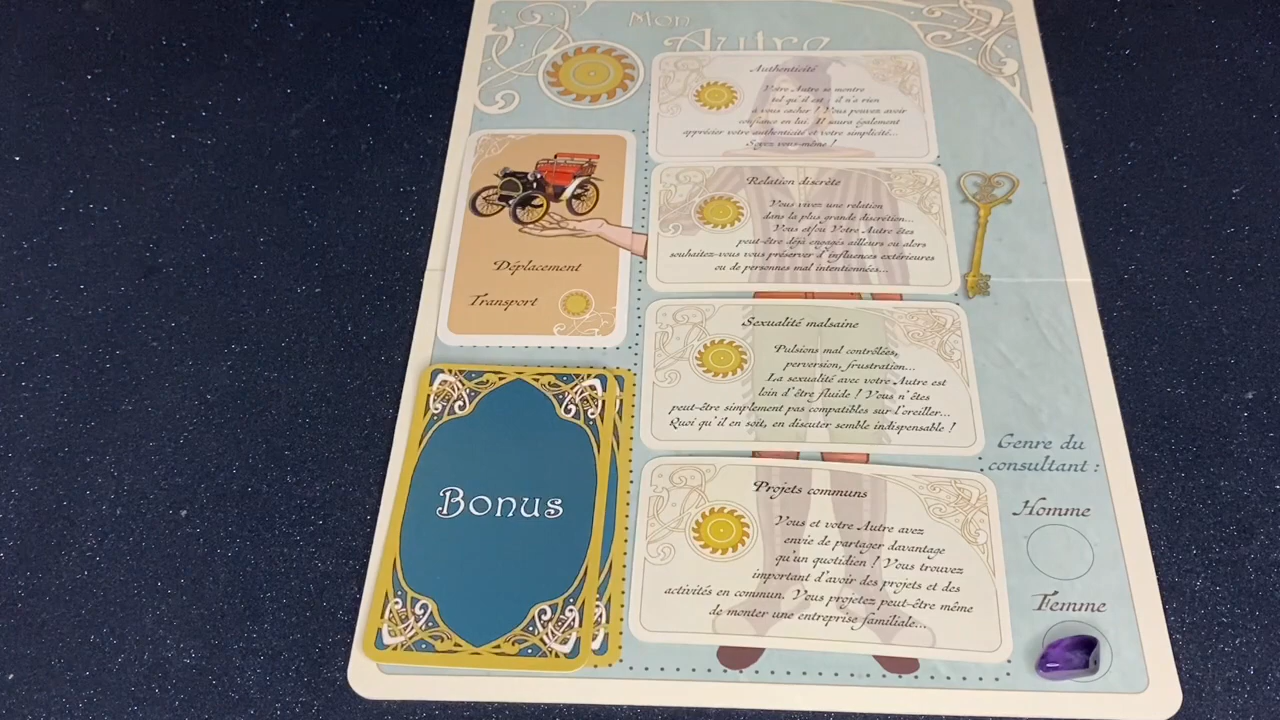 Mon
Autre
Authenticité
Votre Autre se montre
tel qu'il est : il n'a rien
à vous cacher ! Vous pouvez avoir
confiance en lui. Il saura également
apprécier votre authenticité et votre simplicité...
Soyez vous-même !
Déplacement
Transport
Relation discrète
Vous vivez une relation
dans la plus grande discrétion...
Vous et/ou Votre Autre êtes
peut-être déjà engagés ailleurs ou alors
souhaitez-vous vous préserver d'influences extérieures
ou de personnes mal intentionnées...
Sexualité malsaine
Pulsions mal contrôlées,
perversion, frustration...
La sexualité avec votre Autre est
loin d'être fluide ! Vous n'êtes
peut-être simplement pas compatibles sur l'oreiller...
Quoi qu'il en soit, en discuter semble indispensable !
Bonus
Projets communs
Vous et votre Autre avez
envie de partager davantage
qu'un quotidien ! Vous trouvez
important d'avoir des projets et des
activités en commun. Vous projetez peut-être même
de monter une entreprise familiale...
Genre du
consultant :
Homme
Femme